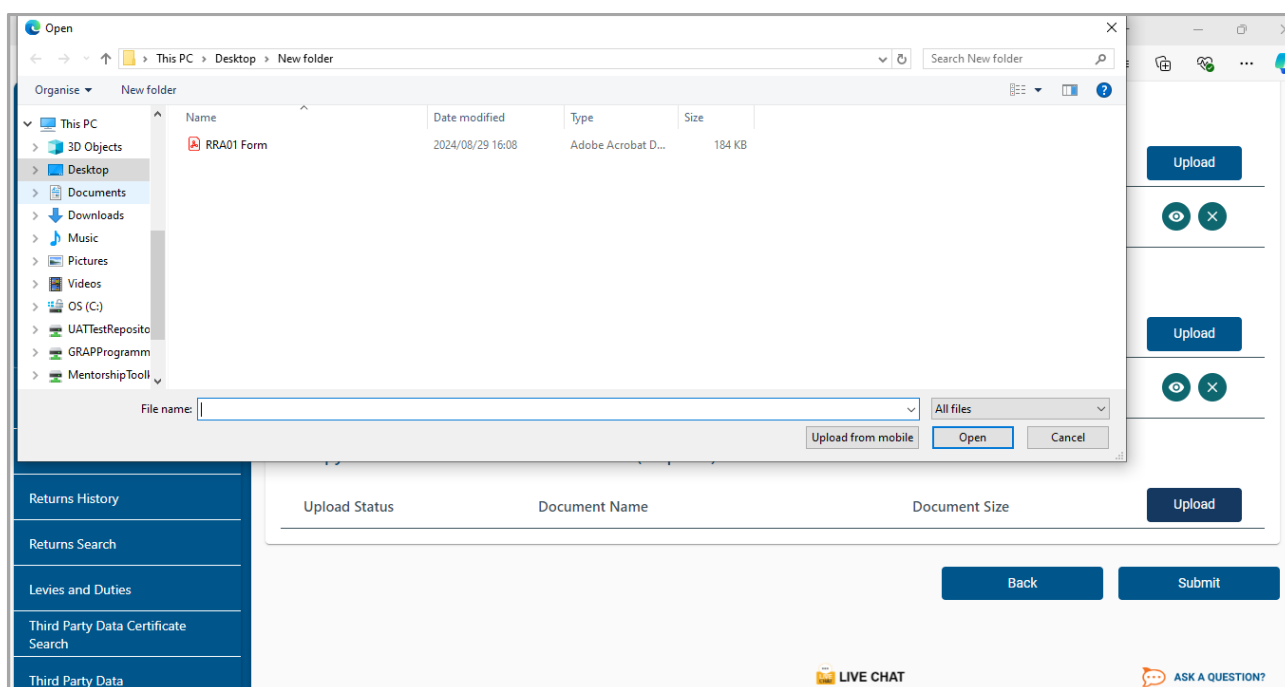 Open
This PC > Desktop > New folder
Search New folder
Organise
New folder
Name
Date modified
Type
Size
RRA01 Form
2024/08/29 16:08
Adobe Acrobat D...
184 KB
This PC
3D Objects
Desktop
Documents
Downloads
Music
Pictures
Videos
OS (C:)
UATTestReposito
GRAPProgramm
MentorshipToolk
File name:
All files
Upload from mobile
Open
Cancel
Upload
Upload
Returns History
Returns Search
Levies and Duties
Third Party Data Certificate
Search
Third Party Data
Upload Status
Document Name
Document Size
Upload
Back
Submit
LIVE CHAT
ASK A QUESTION?